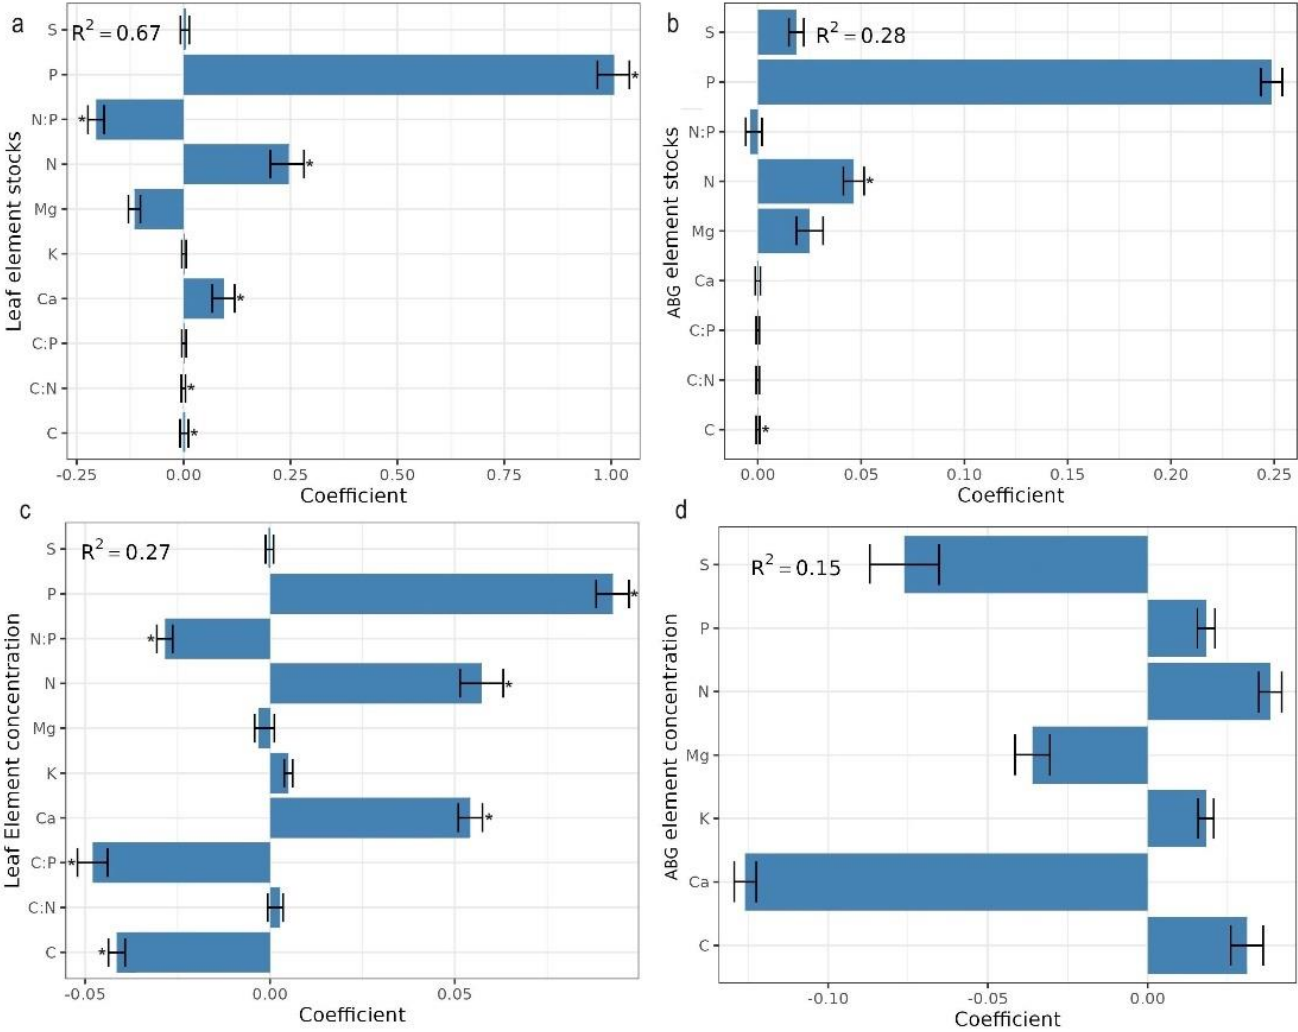 a
R² = 0.67
S
P
*
N:P
*
N
*
Mg
K
Ca
*
C:P
C:N
*
C
*
Leaf element stocks
-0.25 0.00 0.25 0.50 0.75 1.00
Coefficient
b
R² = 0.28
S
P
N:P
N
*
Mg
Ca
C:P
C:N
C
*
ABG element stocks
0.00 0.05 0.10 0.15 0.20 0.25
Coefficient
c
R² = 0.27
S
P
*
N:P
*
N
*
Mg
K
Ca
*
C:P
*
C:N
C
*
Leaf Element concentration
-0.05 0.00 0.05
Coefficient
d
R² = 0.15
S
P
N
Mg
K
Ca
C
ABG element concentration
-0.10 -0.05 0.00
Coefficient